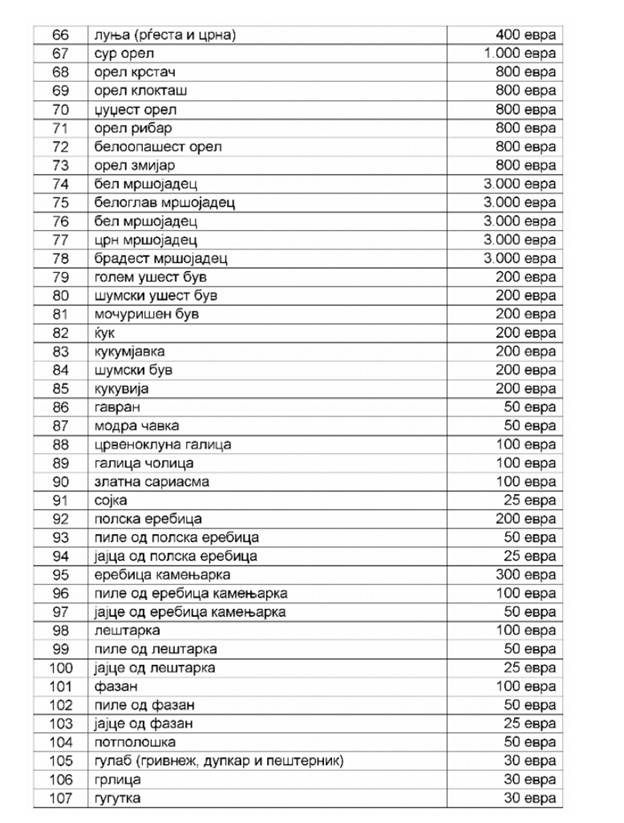 66 луња (рѓеста и црна) 400 евра
67 сур орел 1.000 евра
68 орел крстач 800 евра
69 орел клокташ 800 евра
70 џуџест орел 800 евра
71 орел рибар 800 евра
72 белоопашест орел 800 евра
73 орел змијар 800 евра
74 бел мршојадец 3.000 евра
75 белоглав мршојадец 3.000 евра
76 бел мршојадец 3.000 евра
77 црн мршојадец 3.000 евра
78 брадест мршојадец 3.000 евра
79 голем ушест був 200 евра
80 шумски ушест був 200 евра
81 мочуришен був 200 евра
82 ќук 200 евра
83 кукумјавка 200 евра
84 шумски був 200 евра
85 кукувија 200 евра
86 гавран 50 евра
87 модра чавка 50 евра
88 црвеноклуна галица 100 евра
89 галица чолица 100 евра
90 златна сариасма 100 евра
91 сојка 25 евра
92 полска еребица 200 евра
93 пиле од полска еребица 50 евра
94 јајца од полска еребица 25 евра
95 еребица камењарка 300 евра
96 пиле од еребица камењарка 100 евра
97 јајце од еребица камењарка 50 евра
98 лештарка 100 евра
99 пиле од лештарка 50 евра
100 јајце од лештарка 25 евра
101 фазан 100 евра
102 пиле од фазан 50 евра
103 јајце од фазан 25 евра
104 потполошка 50 евра
105 гулаб (гривнеж, дупкар и пештерник) 30 евра
106 грлица 30 евра
107 гугутка 30 евра